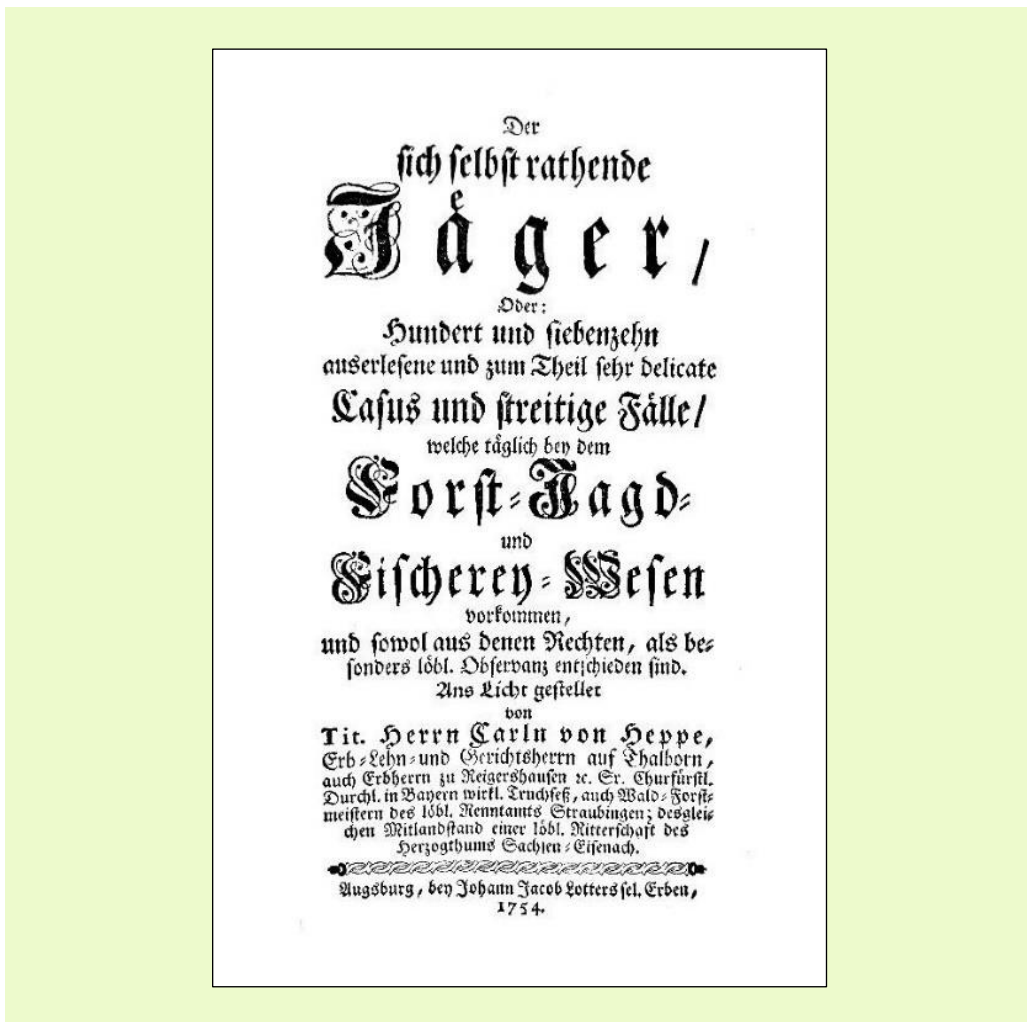 Der
sich selbst rathende
Jaͤger/
Oder:
Hundert und siebenzehn
auserlesene und zum Theil sehr delicate
Casus und streitige Fälle/
welche täglich bey dem
Forst-Jagd-
und
Fischerey-Wesen
vorkommen,
und sowol aus denen Rechten, als be-
sonders löbl. Observanz entschieden sind.
Ans Licht gestellet
von
Tit. Herrn Carln von Heppe,
Erb-Lehn-und Gerichtsherrn auf Thalborn,
auch Erbherrn zu Reigershausen ꝛc. Sr. Churfürstl.
Durchl. in Bayern wirkl. Truchseß, auch Wald-Forst-
meistern des löbl. Renntamts Straubingen; desglei-
chen Mitlandstand einer löbl. Ritterschaft des
Herzogthums Sachsen-Eisenach.
Augsburg, bey Johann Jacob Lotters sel. Erben,
1754.